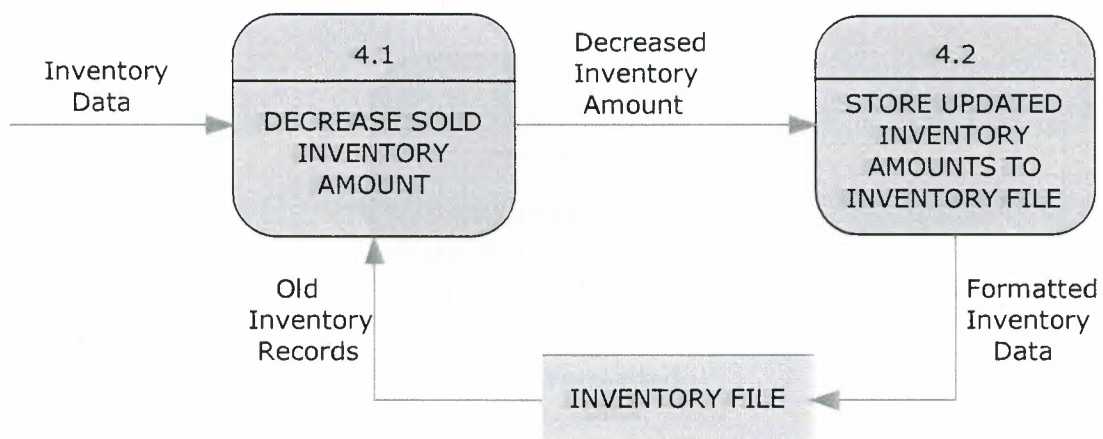 Inventory
Data
4.1
DECREASE SOLD
INVENTORY
AMOUNT
Decreased
Inventory
Amount
4.2
STORE UPDATED
INVENTORY
AMOUNTS TO
INVENTORY FILE
Old
Inventory
Records
INVENTORY FILE
Formatted
Inventory
Data